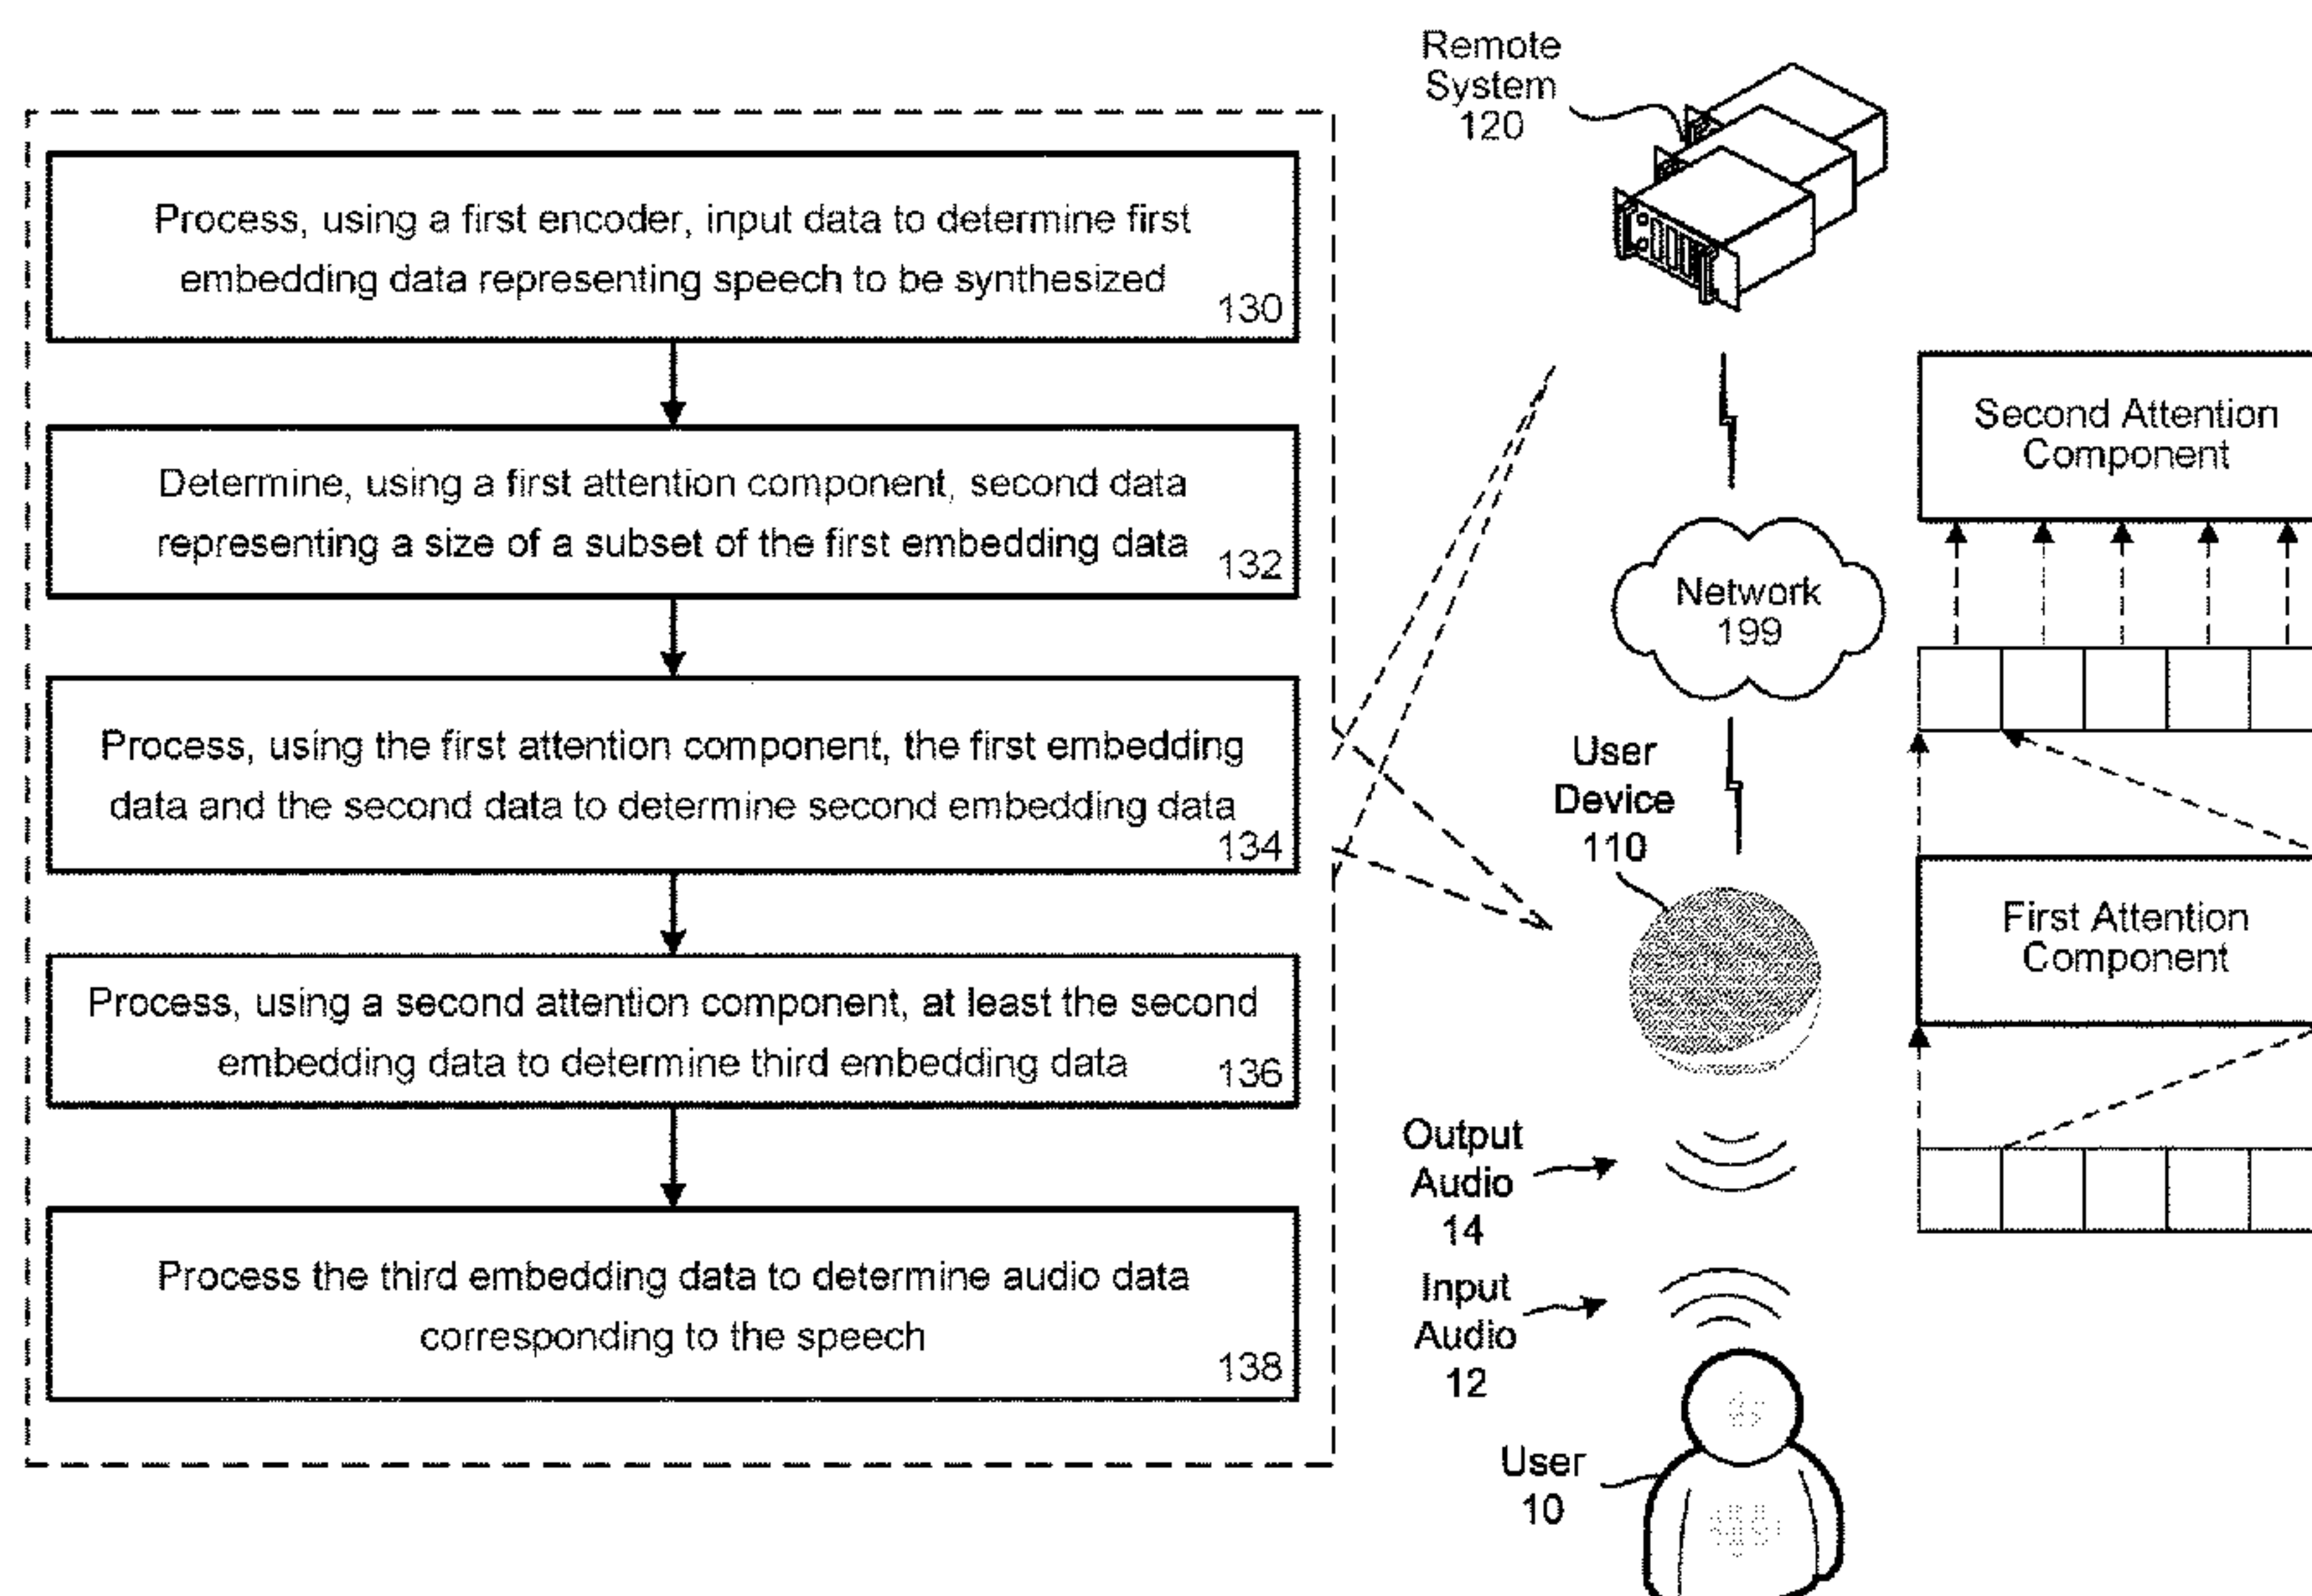 Process, using a first encoder, input data to determine first
embedding data representing speech to be synthesized
130
Determine, using a first attention component, second data
representing a size of a subset of the first embedding data
132
Process, using the first attention component, the first embedding
data and the second data to determine second embedding data
134
Process, using a second attention component, at least the second
embedding data to determine third embedding data
136
Process the third embedding data to determine audio data
corresponding to the speech
138
Remote
System
120
Network
199
User
Device
110
Output
Audio
14
Input
Audio
12
User
10
Second Attention
Component
First Attention
Component